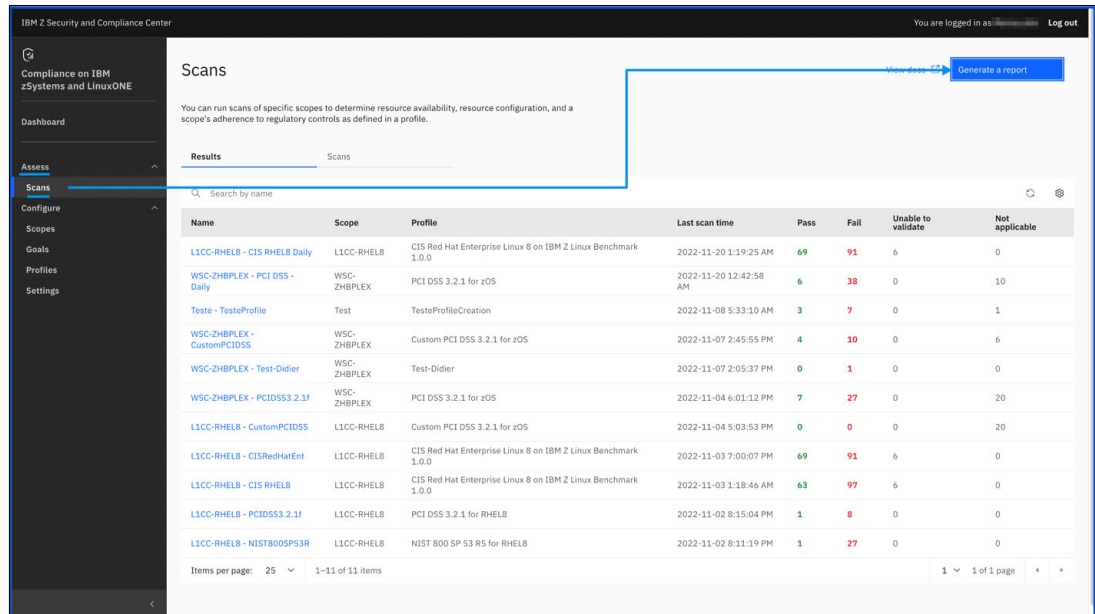 IBM Z Security and Compliance Center
You are logged in as
Log out
Compliance on IBM
zSystems and LinuxONE
Dashboard
Assess
Scans
Configure
Scopes
Goals
Profiles
Settings
Scans
View docs
Generate a report
You can run scans of specific scopes to determine resource availability, resource configuration, and a
scope's adherence to regulatory controls as defined in a profile.
Results Scans
Search by name
Name Scope Profile Last scan time Pass Fail Unable to validate Not applicable
L1CC-RHEL8 - CIS RHEL8 Daily L1CC-RHEL8 CIS Red Hat Enterprise Linux 8 on IBM Z Linux Benchmark 1.0.0 2022-11-20 1:19:25 AM 69 91 6 0
WSC-ZHBPLEX - PCI DSS - Daily WSC-ZHBPLEX PCI DSS 3.2.1 for zOS 2022-11-20 12:42:58 AM 6 38 0 10
Teste - TesteProfile Test TesteProfileCreation 2022-11-08 5:33:10 AM 3 7 0 1
WSC-ZHBPLEX - CustomPCIDSS WSC-ZHBPLEX Custom PCI DSS 3.2.1 for zOS 2022-11-07 2:45:55 PM 4 10 0 6
WSC-ZHBPLEX - Test-Didier WSC-ZHBPLEX Test-Didier 2022-11-07 2:05:37 PM 0 1 0 0
WSC-ZHBPLEX - PCIDSS3.2.1f WSC-ZHBPLEX PCI DSS 3.2.1 for zOS 2022-11-04 6:01:12 PM 7 27 0 20
L1CC-RHEL8 - CustomPCIDSS L1CC-RHEL8 Custom PCI DSS 3.2.1 for zOS 2022-11-04 5:03:53 PM 0 0 0 20
L1CC-RHEL8 - CISRedHatEnt L1CC-RHEL8 CIS Red Hat Enterprise Linux 8 on IBM Z Linux Benchmark 1.0.0 2022-11-03 7:00:07 PM 69 91 6 0
L1CC-RHEL8 - CIS RHEL8 L1CC-RHEL8 CIS Red Hat Enterprise Linux 8 on IBM Z Linux Benchmark 1.0.0 2022-11-03 1:18:46 AM 63 97 6 0
L1CC-RHEL8 - PCIDSS3.2.1f L1CC-RHEL8 PCI DSS 3.2.1 for RHEL8 2022-11-02 8:15:04 PM 1 8 0 0
L1CC-RHEL8 - NIST800SP53R L1CC-RHEL8 NIST 800 SP 53 R5 for RHEL8 2022-11-02 8:11:19 PM 1 27 0 0
Items per page: 25 1–11 of 11 items 1 1 of 1 page